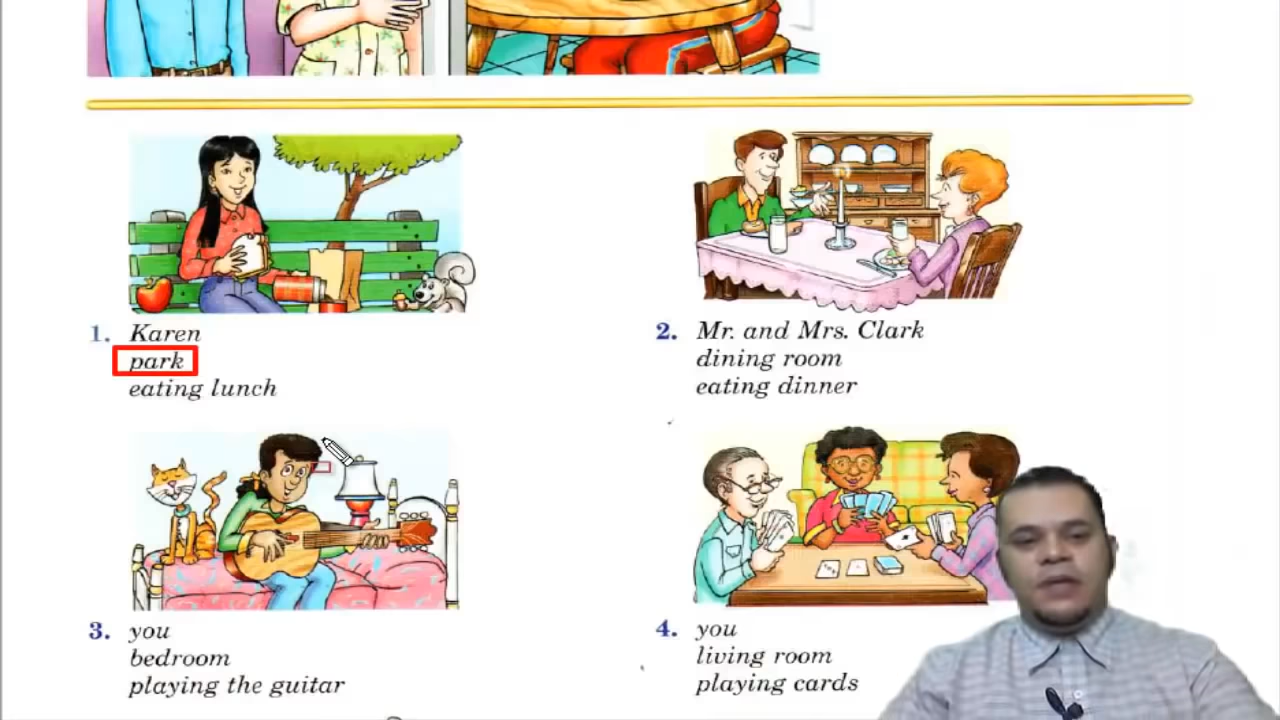 1. Karen
park
eating lunch
2. Mr. and Mrs. Clark
dining room
eating dinner
3. you
bedroom
playing the guitar
4. you
living room
playing cards